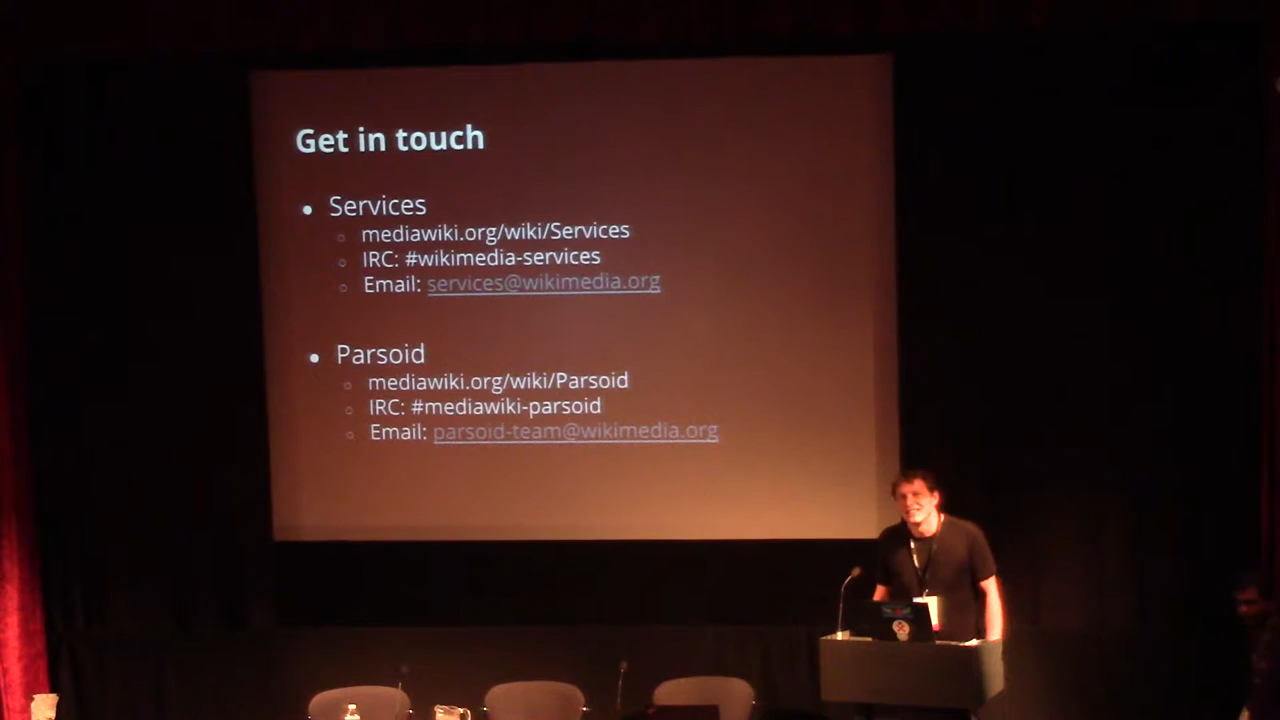 Get in touch
Services
mediawiki.org/wiki/Services
IRC: #wikimedia-services
Email: services@wikimedia.org
Parsoid
mediawiki.org/wiki/Parsoid
IRC: #mediawiki-parsoid
Email: parsoid-team@wikimedia.org